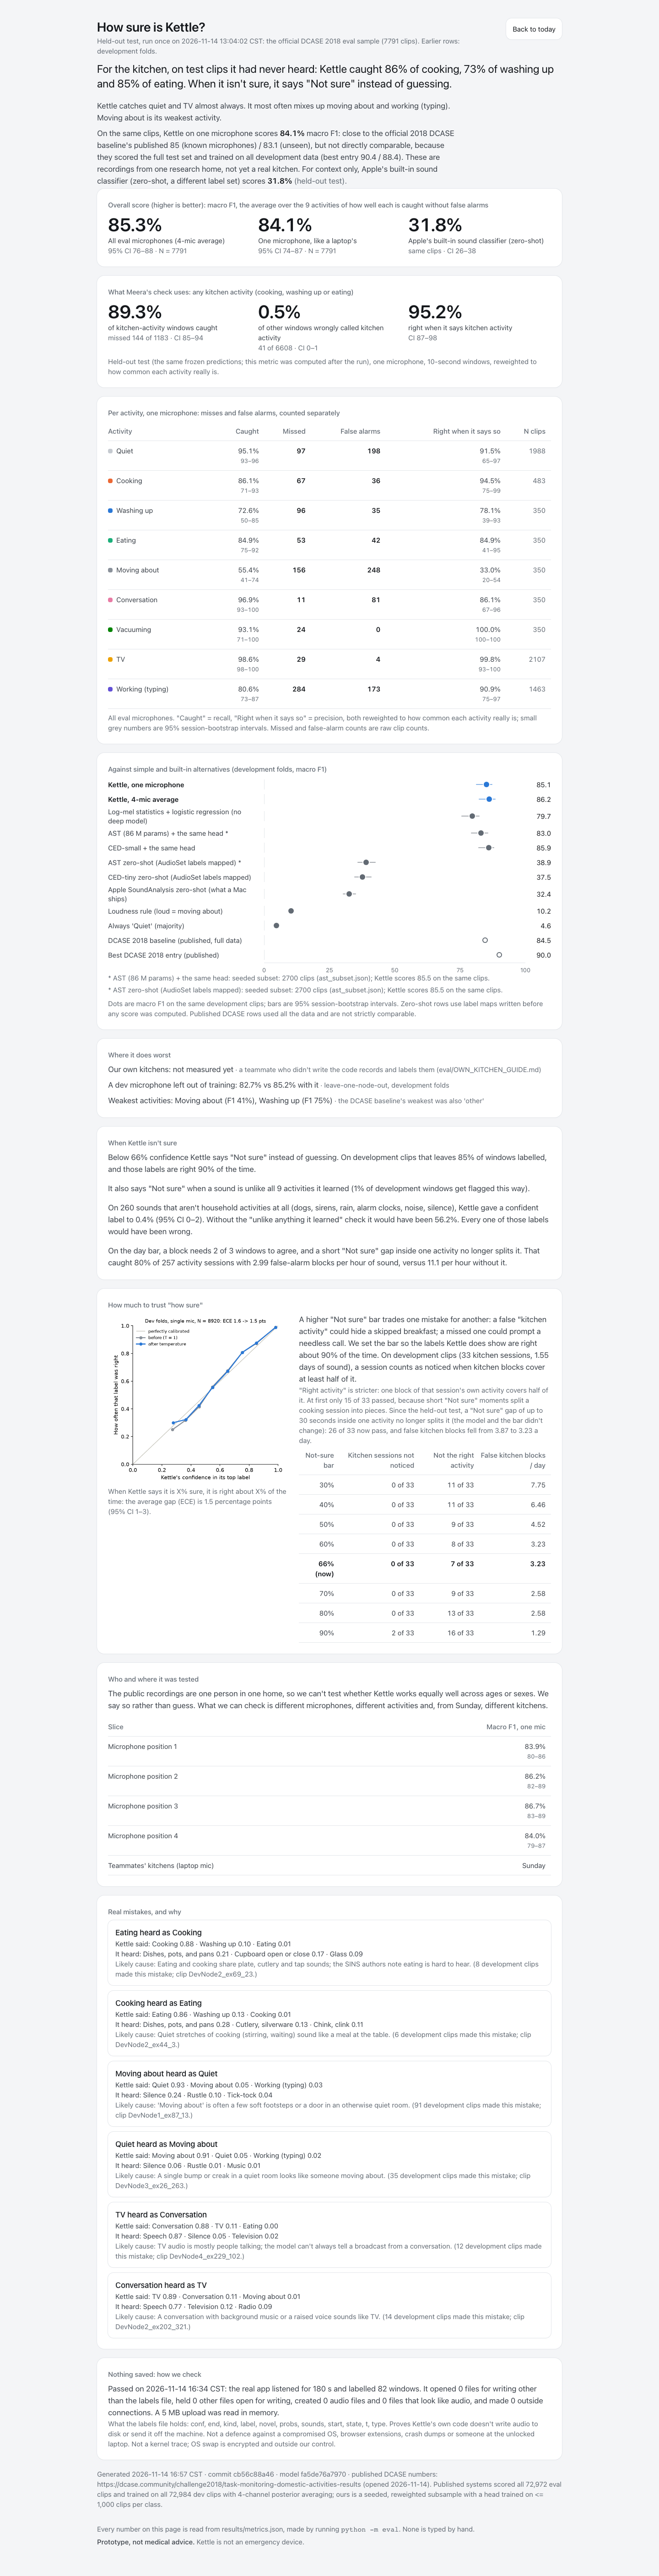 How sure is Kettle?
Back to today
Held-out test, run once on 2026-11-14 13:04:02 CST: the official DCASE 2018 eval sample (7791 clips). Earlier rows:
development folds.
For the kitchen, on test clips it had never heard: Kettle caught 86% of cooking, 73% of washing up
and 85% of eating. When it isn't sure, it says "Not sure" instead of guessing.
Kettle catches quiet and TV almost always. It most often mixes up moving about and working (typing).
Moving about is its weakest activity.
On the same clips, Kettle on one microphone scores 84.1% macro F1: close to the official 2018 DCASE
baseline's published 85 (known microphones) / 83.1 (unseen), but not directly comparable, because
they scored the full test set and trained on all development data (best entry 90.4 / 88.4). These are
recordings from one research home, not yet a real kitchen. For context only, Apple's built-in sound
classifier (zero-shot, a different label set) scores 31.8% (held-out test).
Overall score (higher is better): macro F1, the average over the 9 activities of how well each is caught without false alarms
85.3% 84.1% 31.8%
All eval microphones (4-mic average) One microphone, like a laptop's Apple's built-in sound classifier (zero-shot)
95% CI 76–88 · N = 7791 95% CI 74–87 · N = 7791 same clips · CI 26–38
What Meera's check uses: any kitchen activity (cooking, washing up or eating)
89.3% 0.5% 95.2%
of kitchen-activity windows caught of other windows wrongly called kitchen right when it says kitchen activity
missed 144 of 1183 · CI 85–94 activity CI 87–98
41 of 6608 · CI 0–1
Held-out test (the same frozen predictions; this metric was computed after the run), one microphone, 10-second windows, reweighted to
how common each activity really is.
Per activity, one microphone: misses and false alarms, counted separately
Activity Caught Missed False alarms Right when it says so N clips
Quiet 95.1% 97 198 91.5% 1988
93–96 65–97
Cooking 86.1% 67 36 94.5% 483
71–93 75–99
Washing up 72.6% 96 35 78.1% 350
50–85 39–93
Eating 84.9% 53 42 84.9% 350
75–92 41–95
Moving about 55.4% 156 248 33.0% 350
41–74 20–54
Conversation 96.9% 11 81 86.1% 350
93–100 67–96
Vacuuming 93.1% 24 0 100.0% 350
71–100 100–100
TV 98.6% 29 4 99.8% 2107
98–100 93–100
Working (typing) 80.6% 284 173 90.9% 1463
73–87 75–97
All eval microphones. "Caught" = recall, "Right when it says so" = precision, both reweighted to how common each activity really is; small
grey numbers are 95% session-bootstrap intervals. Missed and false-alarm counts are raw clip counts.
Against simple and built-in alternatives (development folds, macro F1)
Kettle, one microphone 85.1
Kettle, 4-mic average 86.2
Log-mel statistics + logistic regression (no
deep model) 79.7
AST (86 M params) + the same head * 83.0
CED-small + the same head 85.9
AST zero-shot (AudioSet labels mapped) * 38.9
CED-tiny zero-shot (AudioSet labels mapped) 37.5
Apple SoundAnalysis zero-shot (what a Mac
ships) 32.4
Loudness rule (loud = moving about) 10.2
Always 'Quiet' (majority) 4.6
DCASE 2018 baseline (published, full data) 84.5
Best DCASE 2018 entry (published) 90.0
0 25 50 75 100
* AST (86 M params) + the same head: seeded subset: 2700 clips (ast_subset.json); Kettle scores 85.5 on the same clips.
* AST zero-shot (AudioSet labels mapped): seeded subset: 2700 clips (ast_subset.json); Kettle scores 85.5 on the same clips.
Dots are macro F1 on the same development clips; bars are 95% session-bootstrap intervals. Zero-shot rows use label maps written before
any score was computed. Published DCASE rows used all the data and are not strictly comparable.
Where it does worst
Our own kitchens: not measured yet · a teammate who didn't write the code records and labels them (eval/OWN_KITCHEN_GUIDE.md)
A dev microphone left out of training: 82.7% vs 85.2% with it · leave-one-node-out, development folds
Weakest activities: Moving about (F1 41%), Washing up (F1 75%) · the DCASE baseline's weakest was also 'other'
When Kettle isn't sure
Below 66% confidence Kettle says "Not sure" instead of guessing. On development clips that leaves 85% of windows labelled,
and those labels are right 90% of the time.
It also says "Not sure" when a sound is unlike all 9 activities it learned (1% of development windows get flagged this way).
On 260 sounds that aren't household activities at all (dogs, sirens, rain, alarm clocks, noise, silence), Kettle gave a confident
label to 0.4% (95% CI 0–2). Without the "unlike anything it learned" check it would have been 56.2%. Every one of those labels
would have been wrong.
On the day bar, a block needs 2 of 3 windows to agree, and a short "Not sure" gap inside one activity no longer splits it. That
caught 80% of 257 activity sessions with 2.99 false-alarm blocks per hour of sound, versus 11.1 per hour without it.
How much to trust "how sure"
Dev folds, single mic, N = 8920: ECE 1.6 -> 1.5 pts
perfectly calibrated
before (T = 1)
after temperature
How often that label was right
1.0
0.8
0.6
0.4
0.2
0.0
0.0 0.2 0.4 0.6 0.8 1.0
Kettle's confidence in its top label
When Kettle says it is X% sure, it is right about X% of the
time: the average gap (ECE) is 1.5 percentage points
(95% CI 1–3).
A higher "Not sure" bar trades one mistake for another: a false "kitchen
activity" could hide a skipped breakfast; a missed one could prompt a
needless call. We set the bar so the labels Kettle does show are right
about 90% of the time. On development clips (33 kitchen sessions, 1.55
days of sound), a session counts as noticed when kitchen blocks cover
at least half of it.
"Right activity" is stricter: one block of that session's own activity covers half of
it. At first only 15 of 33 passed, because short "Not sure" moments split a
cooking session into pieces. Since the held-out test, a "Not sure" gap of up to
30 seconds inside one activity no longer splits it (the model and the bar didn't
change): 26 of 33 now pass, and false kitchen blocks fell from 3.87 to 3.23 a
day.
Not-sure Kitchen sessions not Not the right False kitchen blocks
bar noticed activity / day
30% 0 of 33 11 of 33 7.75
40% 0 of 33 11 of 33 6.46
50% 0 of 33 9 of 33 4.52
60% 0 of 33 8 of 33 3.23
66% 0 of 33 7 of 33 3.23
(now)
70% 0 of 33 9 of 33 2.58
80% 0 of 33 13 of 33 2.58
90% 2 of 33 16 of 33 1.29
Who and where it was tested
The public recordings are one person in one home, so we can't test whether Kettle works equally well across ages or sexes. We
say so rather than guess. What we can check is different microphones, different activities and, from Sunday, different kitchens.
Slice Macro F1, one mic
Microphone position 1 83.9%
80–86
Microphone position 2 86.2%
82–89
Microphone position 3 86.7%
83–89
Microphone position 4 84.0%
79–87
Teammates' kitchens (laptop mic) Sunday
Real mistakes, and why
Eating heard as Cooking
Kettle said: Cooking 0.88 · Washing up 0.10 · Eating 0.01
It heard: Dishes, pots, and pans 0.21 · Cupboard open or close 0.17 · Glass 0.09
Likely cause: Eating and cooking share plate, cutlery and tap sounds; the SINS authors note eating is hard to hear. (8 development clips
made this mistake; clip DevNode2_ex69_23.)
Cooking heard as Eating
Kettle said: Eating 0.86 · Washing up 0.13 · Cooking 0.01
It heard: Dishes, pots, and pans 0.28 · Cutlery, silverware 0.13 · Chink, clink 0.11
Likely cause: Quiet stretches of cooking (stirring, waiting) sound like a meal at the table. (6 development clips made this mistake; clip
DevNode2_ex44_3.)
Moving about heard as Quiet
Kettle said: Quiet 0.93 · Moving about 0.05 · Working (typing) 0.03
It heard: Silence 0.24 · Rustle 0.10 · Tick-tock 0.04
Likely cause: 'Moving about' is often a few soft footsteps or a door in an otherwise quiet room. (91 development clips made this mistake;
clip DevNode1_ex87_13.)
Quiet heard as Moving about
Kettle said: Moving about 0.91 · Quiet 0.05 · Working (typing) 0.02
It heard: Silence 0.06 · Rustle 0.01 · Music 0.01
Likely cause: A single bump or creak in a quiet room looks like someone moving about. (35 development clips made this mistake; clip
DevNode3_ex26_263.)
TV heard as Conversation
Kettle said: Conversation 0.88 · TV 0.11 · Eating 0.00
It heard: Speech 0.87 · Silence 0.05 · Television 0.02
Likely cause: TV audio is mostly people talking; the model can't always tell a broadcast from a conversation. (12 development clips made
this mistake; clip DevNode4_ex229_102.)
Conversation heard as TV
Kettle said: TV 0.89 · Conversation 0.11 · Moving about 0.01
It heard: Speech 0.77 · Television 0.12 · Radio 0.09
Likely cause: A conversation with background music or a raised voice sounds like TV. (14 development clips made this mistake; clip
DevNode2_ex202_321.)
Nothing saved: how we check
Passed on 2026-11-14 16:34 CST: the real app listened for 180 s and labelled 82 windows. It opened 0 files for writing other
than the labels file, held 0 other files open for writing, created 0 audio files and 0 files that look like audio, and made 0 outside
connections. A 5 MB upload was read in memory.
What the labels file holds: conf, end, kind, label, novel, probs, sounds, start, state, t, type. Proves Kettle's own code doesn't write audio to
disk or send it off the machine. Not a defence against a compromised OS, browser extensions, crash dumps or someone at the unlocked
laptop. Not a kernel trace; OS swap is encrypted and outside our control.
Generated 2026-11-14 16:57 CST · commit cb56c88a46 · model fa5de76a7970 · published DCASE numbers:
https://dcase.community/challenge2018/task-monitoring-domestic-activities-results (opened 2026-11-14). Published systems scored all 72,972 eval
clips and trained on all 72,984 dev clips with 4-channel posterior averaging; ours is a seeded, reweighted subsample with a head trained on <=
1,000 clips per class.
Every number on this page is read from results/metrics.json, made by running python -m eval. None is typed by hand.
Prototype, not medical advice. Kettle is not an emergency device.